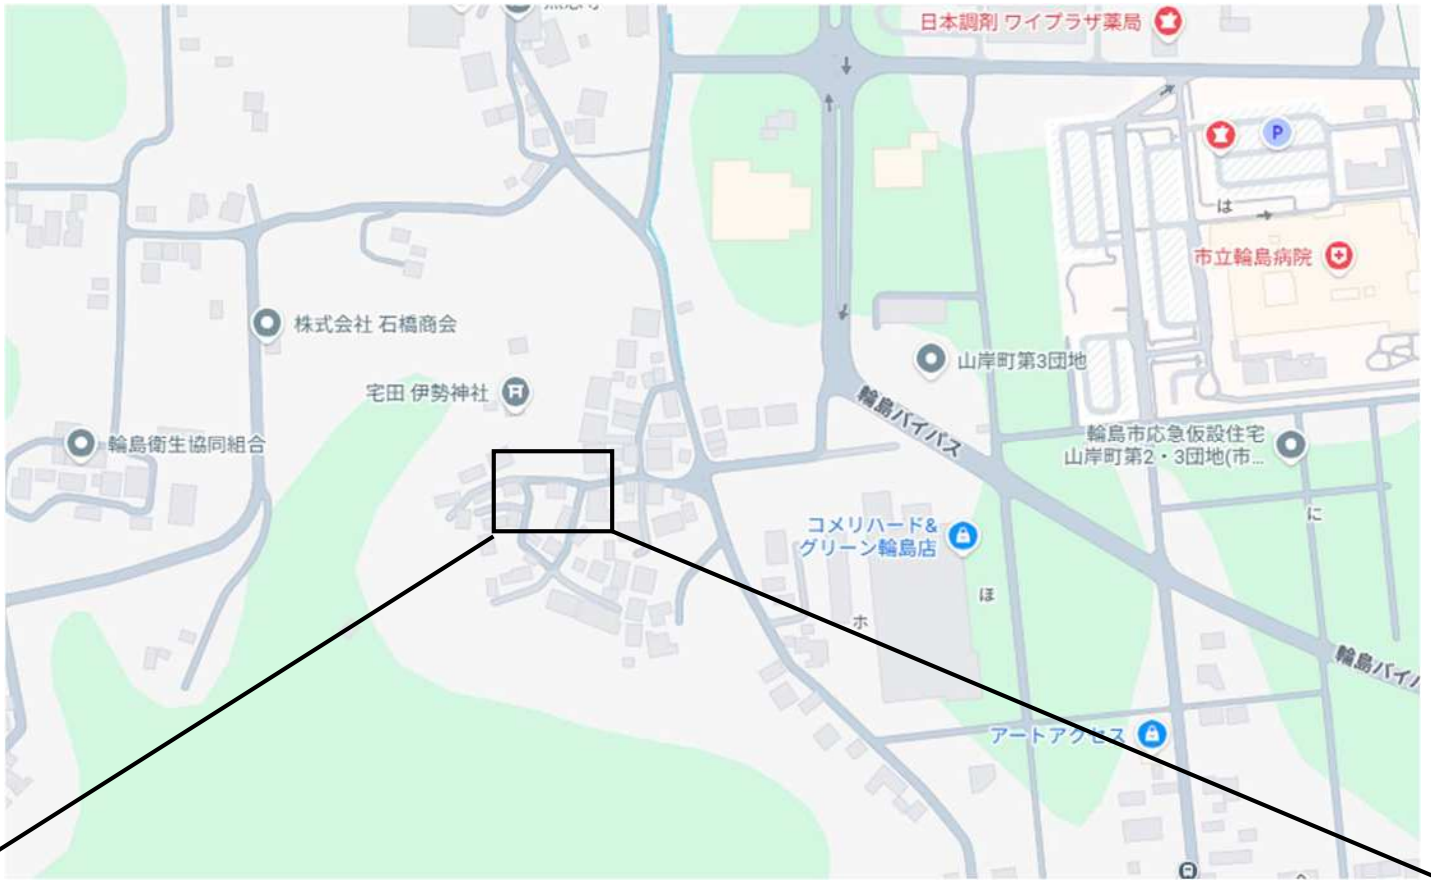 日本調剤 ワイプラザ薬局
P
は
市立輪島病院
株式会社 石橋商会
山岸町第3団地
宅田 伊勢神社
輪島バイパス
輪島衛生協同組合
輪島市応急仮設住宅
山岸町第2・3団地(市...
に
コメリハード&
グリーン輪島店
ほ
ホ
輪島バイパ
アートアクセス